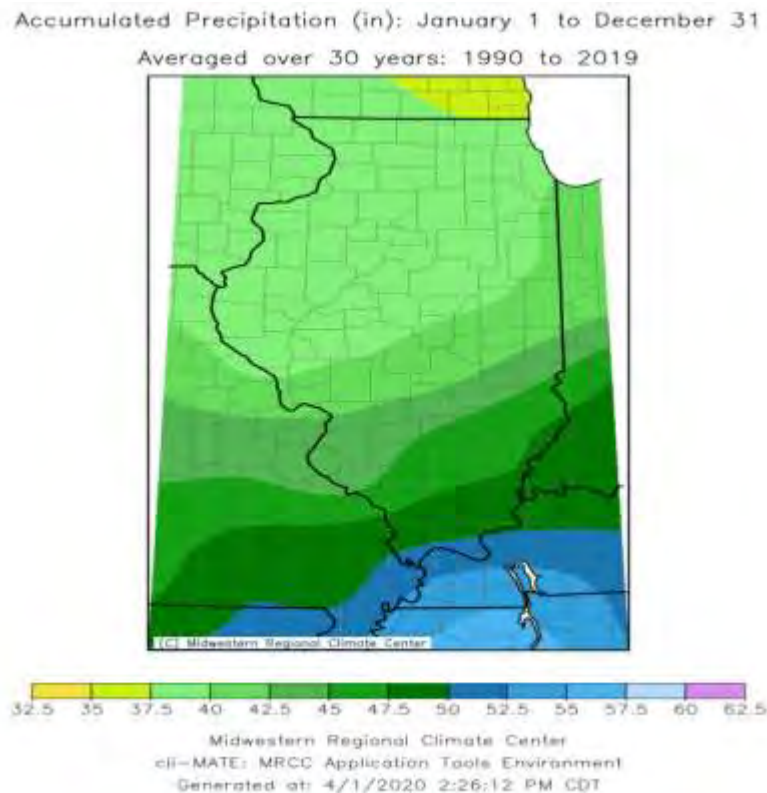 Accumulated Precipitation (in): January 1 to December 31
Averaged over 30 years: 1990 to 2019
(C) Midwestern Regional Climate Center
32.5 35 37.5 40 42.5 45 47.5 50 52.5 55 57.5 60 62.5
Midwestern Regional Climate Center
cli-MATE: MRCC Application Tools Environment
Generated at: 4/1/2020 2:26:12 PM CDT